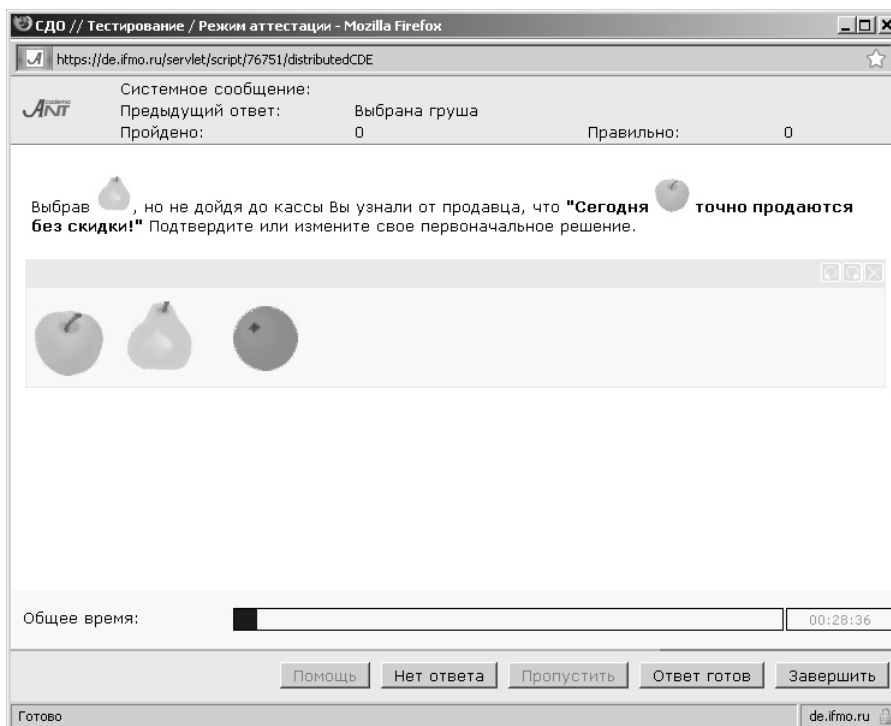 СДО // Тестирование / Режим аттестации - Mozilla Firefox
https://de.ifmo.ru/servlet/script/76751/distributedCDE
Academic ANT
Системное сообщение:
Предыдущий ответ: Выбрана груша
Пройдено: 0 Правильно: 0
Выбрав , но не дойдя до кассы Вы узнали от продавца, что "Сегодня точно продаются
без скидки!" Подтвердите или измените свое первоначальное решение.
Общее время: 00:28:36
Помощь Нет ответа Пропустить Ответ готов Завершить
Готово de.ifmo.ru